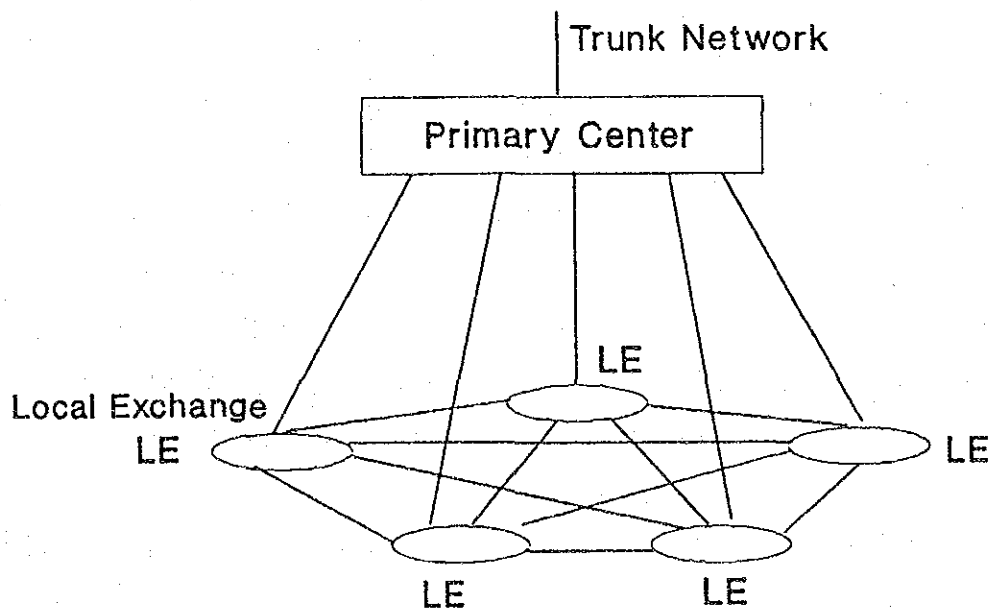 Trunk Network
Primary Center
LE
Local Exchange
LE
LE
LE
LE